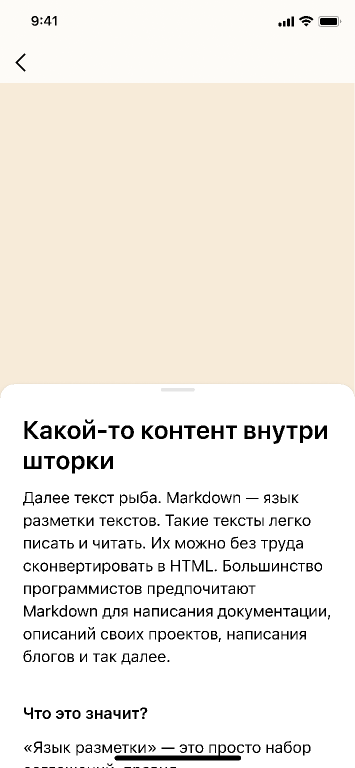 9:41
Какой-то контент внутри
шторки
Далее текст рыба. Markdown — язык
разметки текстов. Такие тексты легко
писать и читать. Их можно без труда
сконвертировать в HTML. Большинство
программистов предпочитают
Markdown для написания документации,
описаний своих проектов, написания
блогов и так далее.
Что это значит?
«Язык разметки» — это просто набор